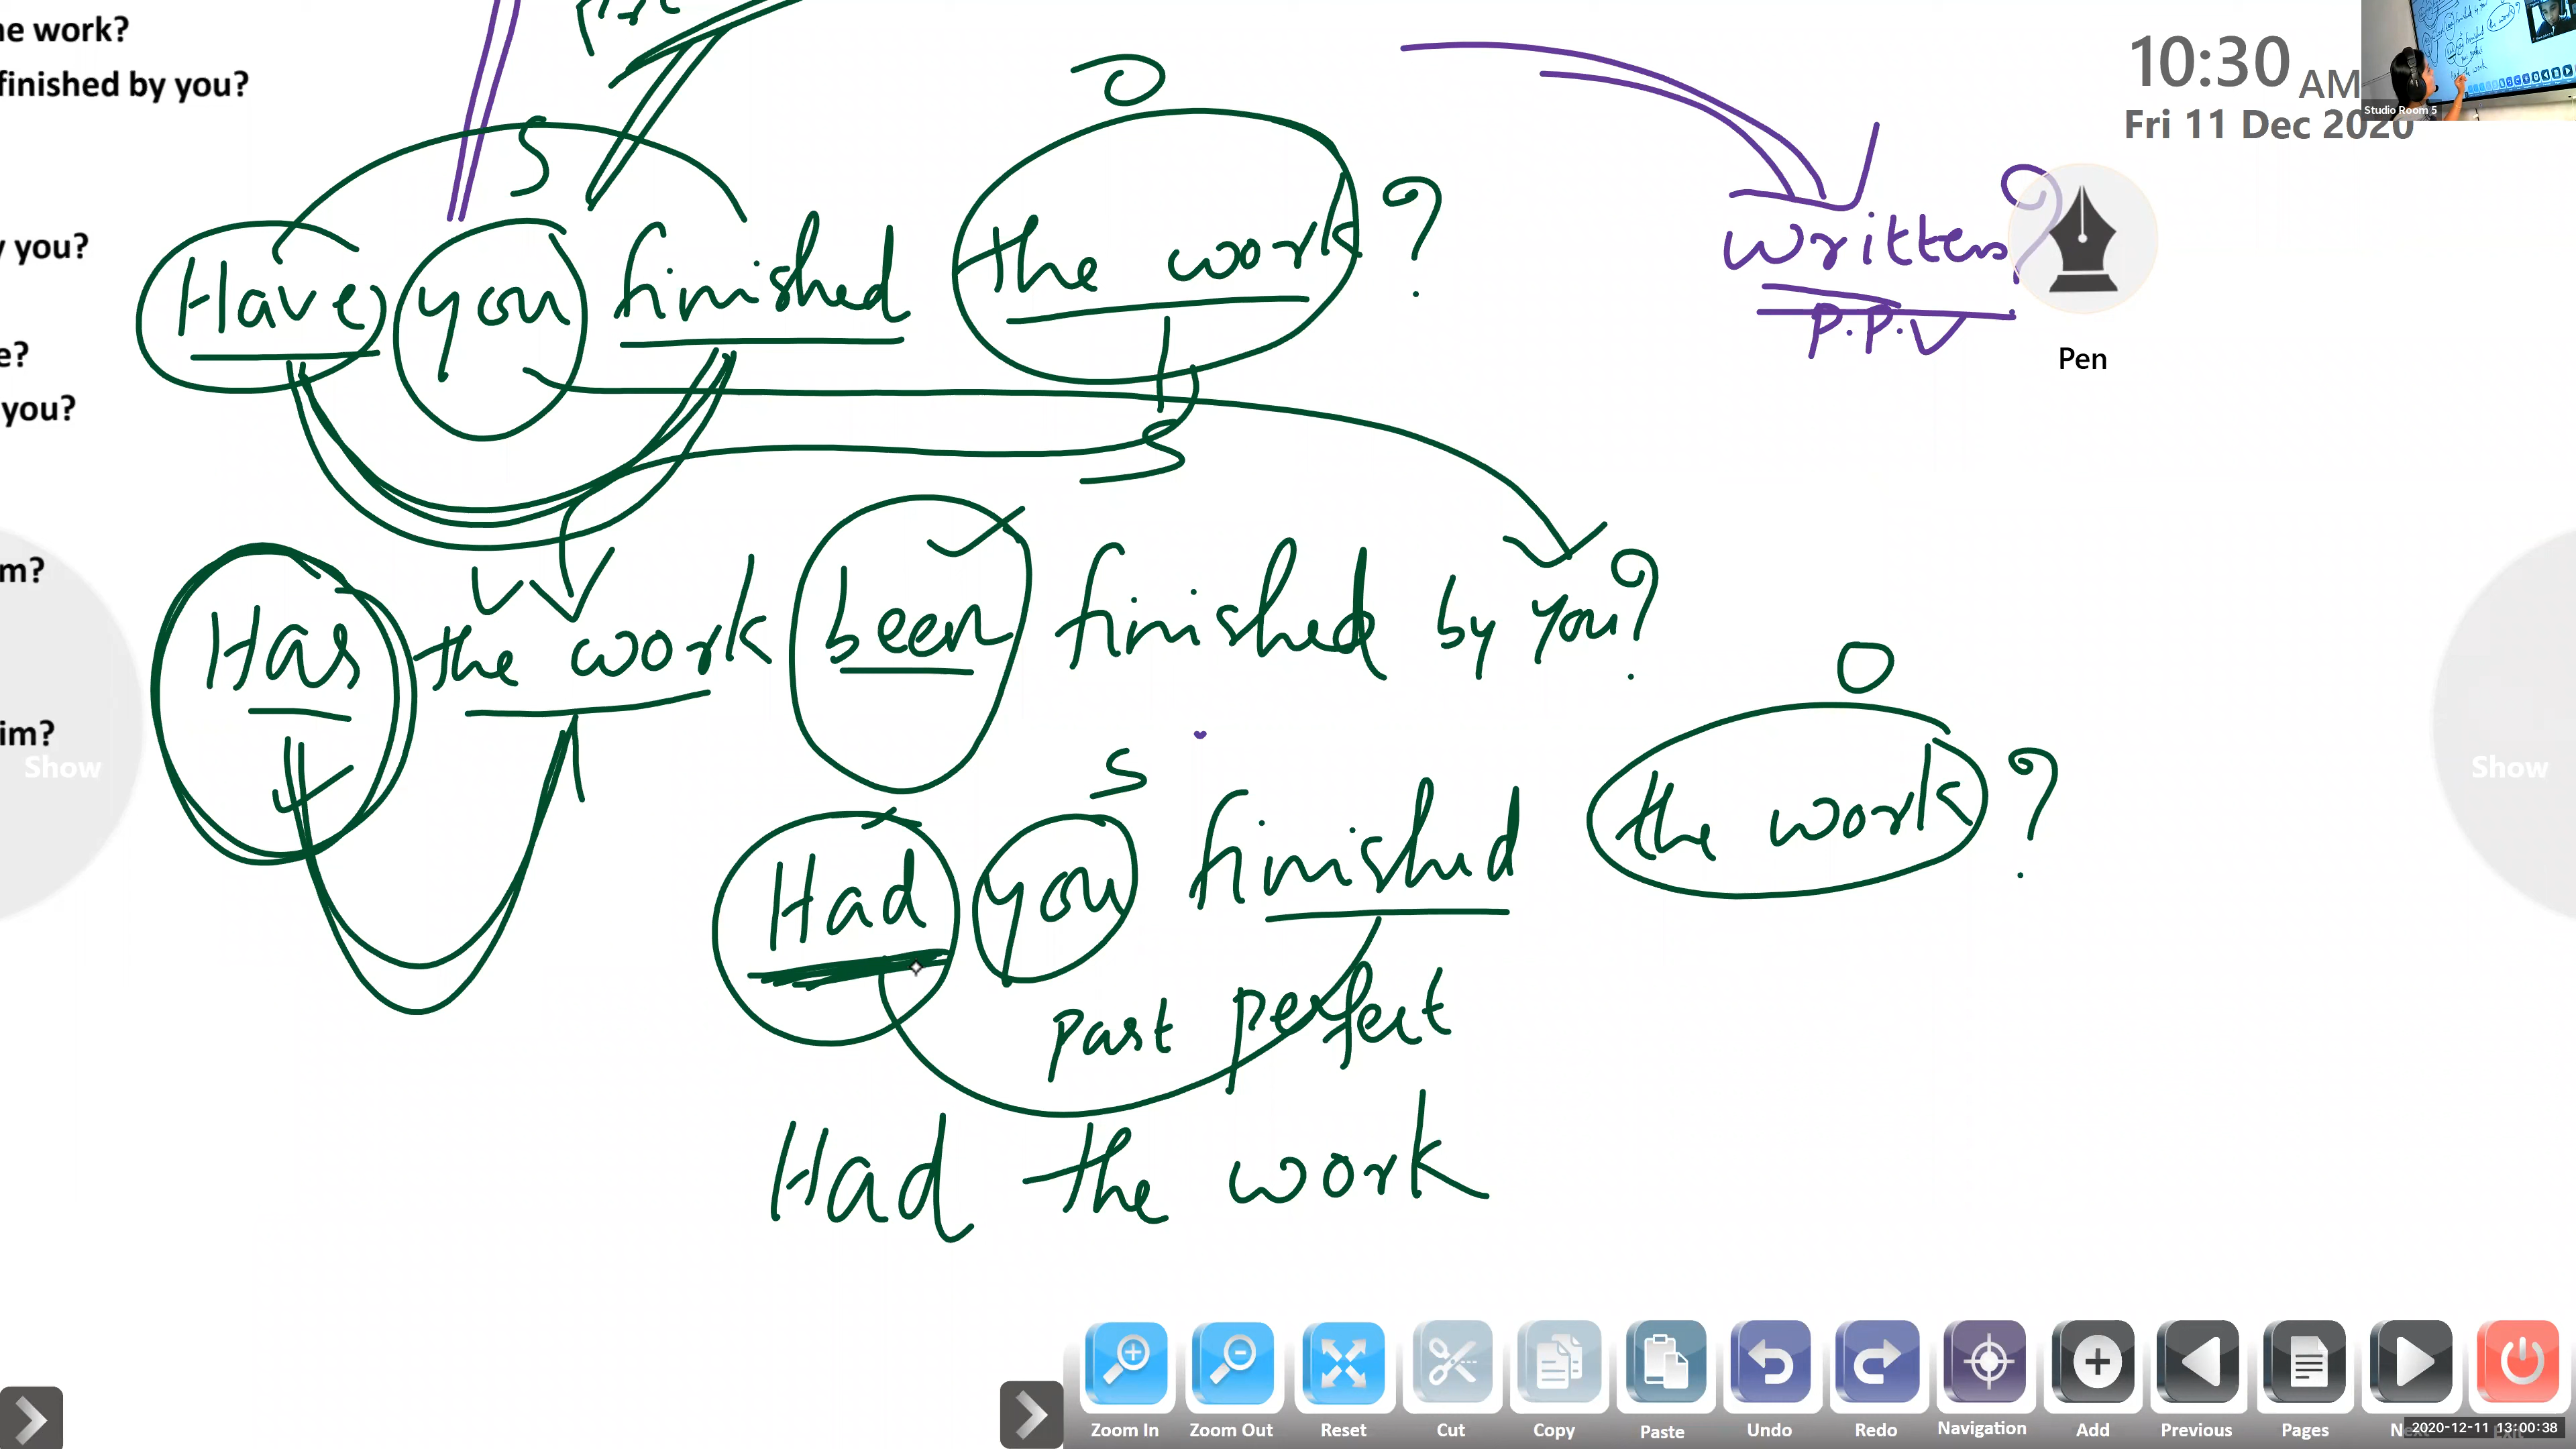 he work?
finished by you?
y you?
e?
you?
m?
im?
10:30 AM
Fri 11 Dec 2020
Studio Room 5
S
O
Have you finished the work?
S
written?
P.P.V
Pen
Has the work been finished by you?
S
O
Had you finished the work?
past perfect
Had the work
Show
Show
Zoom In Zoom Out Reset Cut Copy Paste Undo Redo Navigation Add Previous Pages
2020-12-11 13:00:38